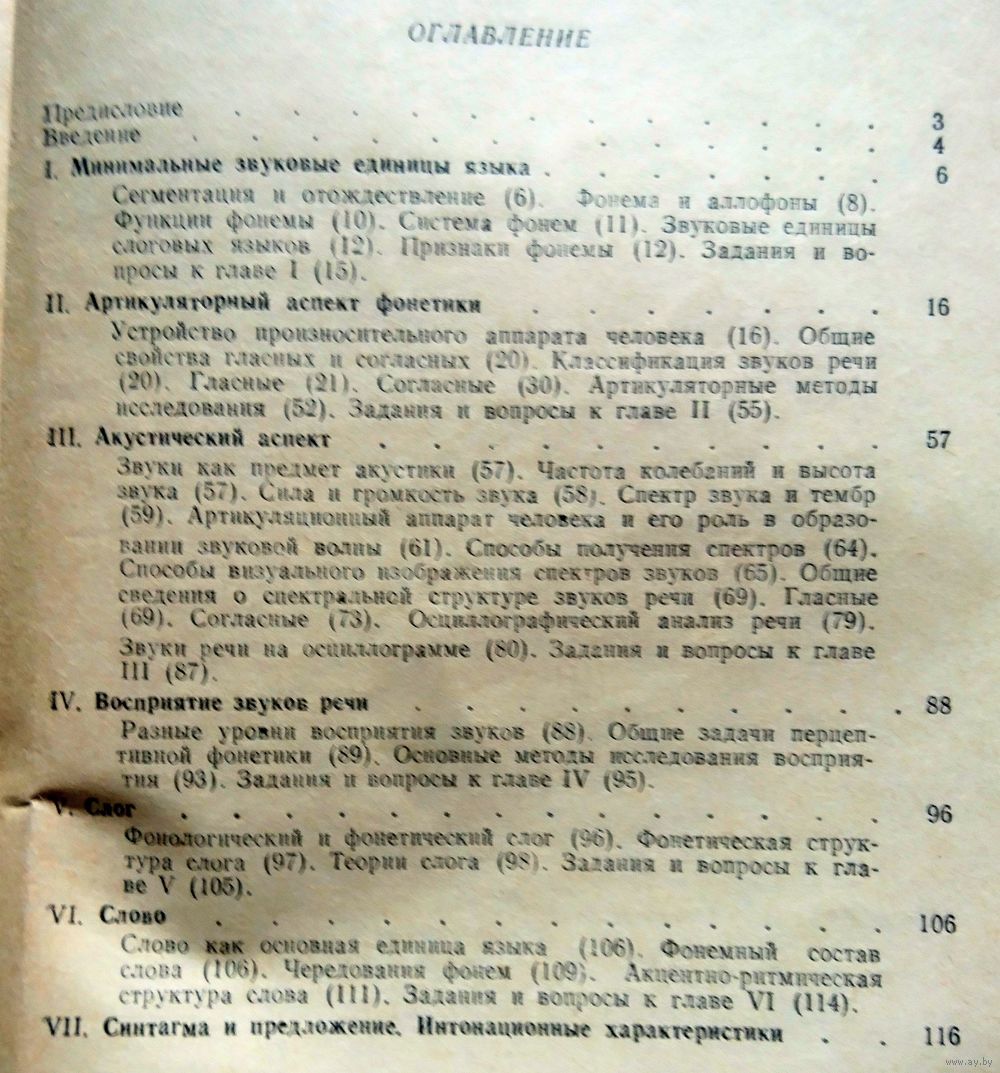 ОГЛАВЛЕНИЕ
Предисловие . . . . . . . . . . . . 3
Введение . . . . . . . . . . . . 4
I. Минимальные звуковые единицы языка . . . . . . . 6
Сегментация и отождествление (6). Фонема и аллофоны (8).
Функции фонемы (10). Система фонем (11). Звуковые единицы
слоговых языков (12). Признаки фонемы (12). Задания и во-
просы к главе I (15).
II. Артикуляторный аспект фонетики . . . . . . . 16
Устройство произносительного аппарата человека (16). Общие
свойства гласных и согласных (20). Классификация звуков речи
(20). Гласные (21). Согласные (30). Артикуляторные методы
исследования (52). Задания и вопросы к главе II (55).
III. Акустический аспект . . . . . . . . . . 57
Звуки как предмет акустики (57). Частота колебаний и высота
звука (57). Сила и громкость звука (58). Спектр звука и тембр
(59). Артикуляционный аппарат человека и его роль в образо-
вании звуковой волны (61). Способы получения спектров (64).
Способы визуального изображения спектров звуков (65). Общие
сведения о спектральной структуре звуков речи (69). Гласные
(69). Согласные (73). Осциллографический анализ речи (79).
Звуки речи на осциллограмме (80). Задания и вопросы к главе
III (87).
IV. Восприятие звуков речи . . . . . . . . . 88
Разные уровни восприятия звуков (88). Общие задачи перцеп-
тивной фонетики (89). Основные методы исследования восприя-
тия (93). Задания и вопросы к главе IV (95).
V. Слог . . . . . . . . . . . . . 96
Фонологический и фонетический слог (96). Фонетическая струк-
тура слога (97). Теории слога (98). Задания и вопросы к гла-
ве V (105).
VI. Слово . . . . . . . . . . . . . 106
Слово как основная единица языка (106). Фонемный состав
слова (106). Чередования фонем (109). Акцентно-ритмическая
структура слова (111). Задания и вопросы к главе VI (114).
VII. Синтагма и предложение. Интонационные характеристики . . 116
www.ay.by